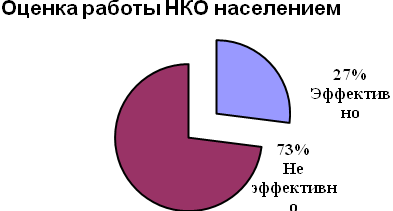 Оценка работы НКО населением
27%
Эффектив
но
73%
Не
эффективн
о